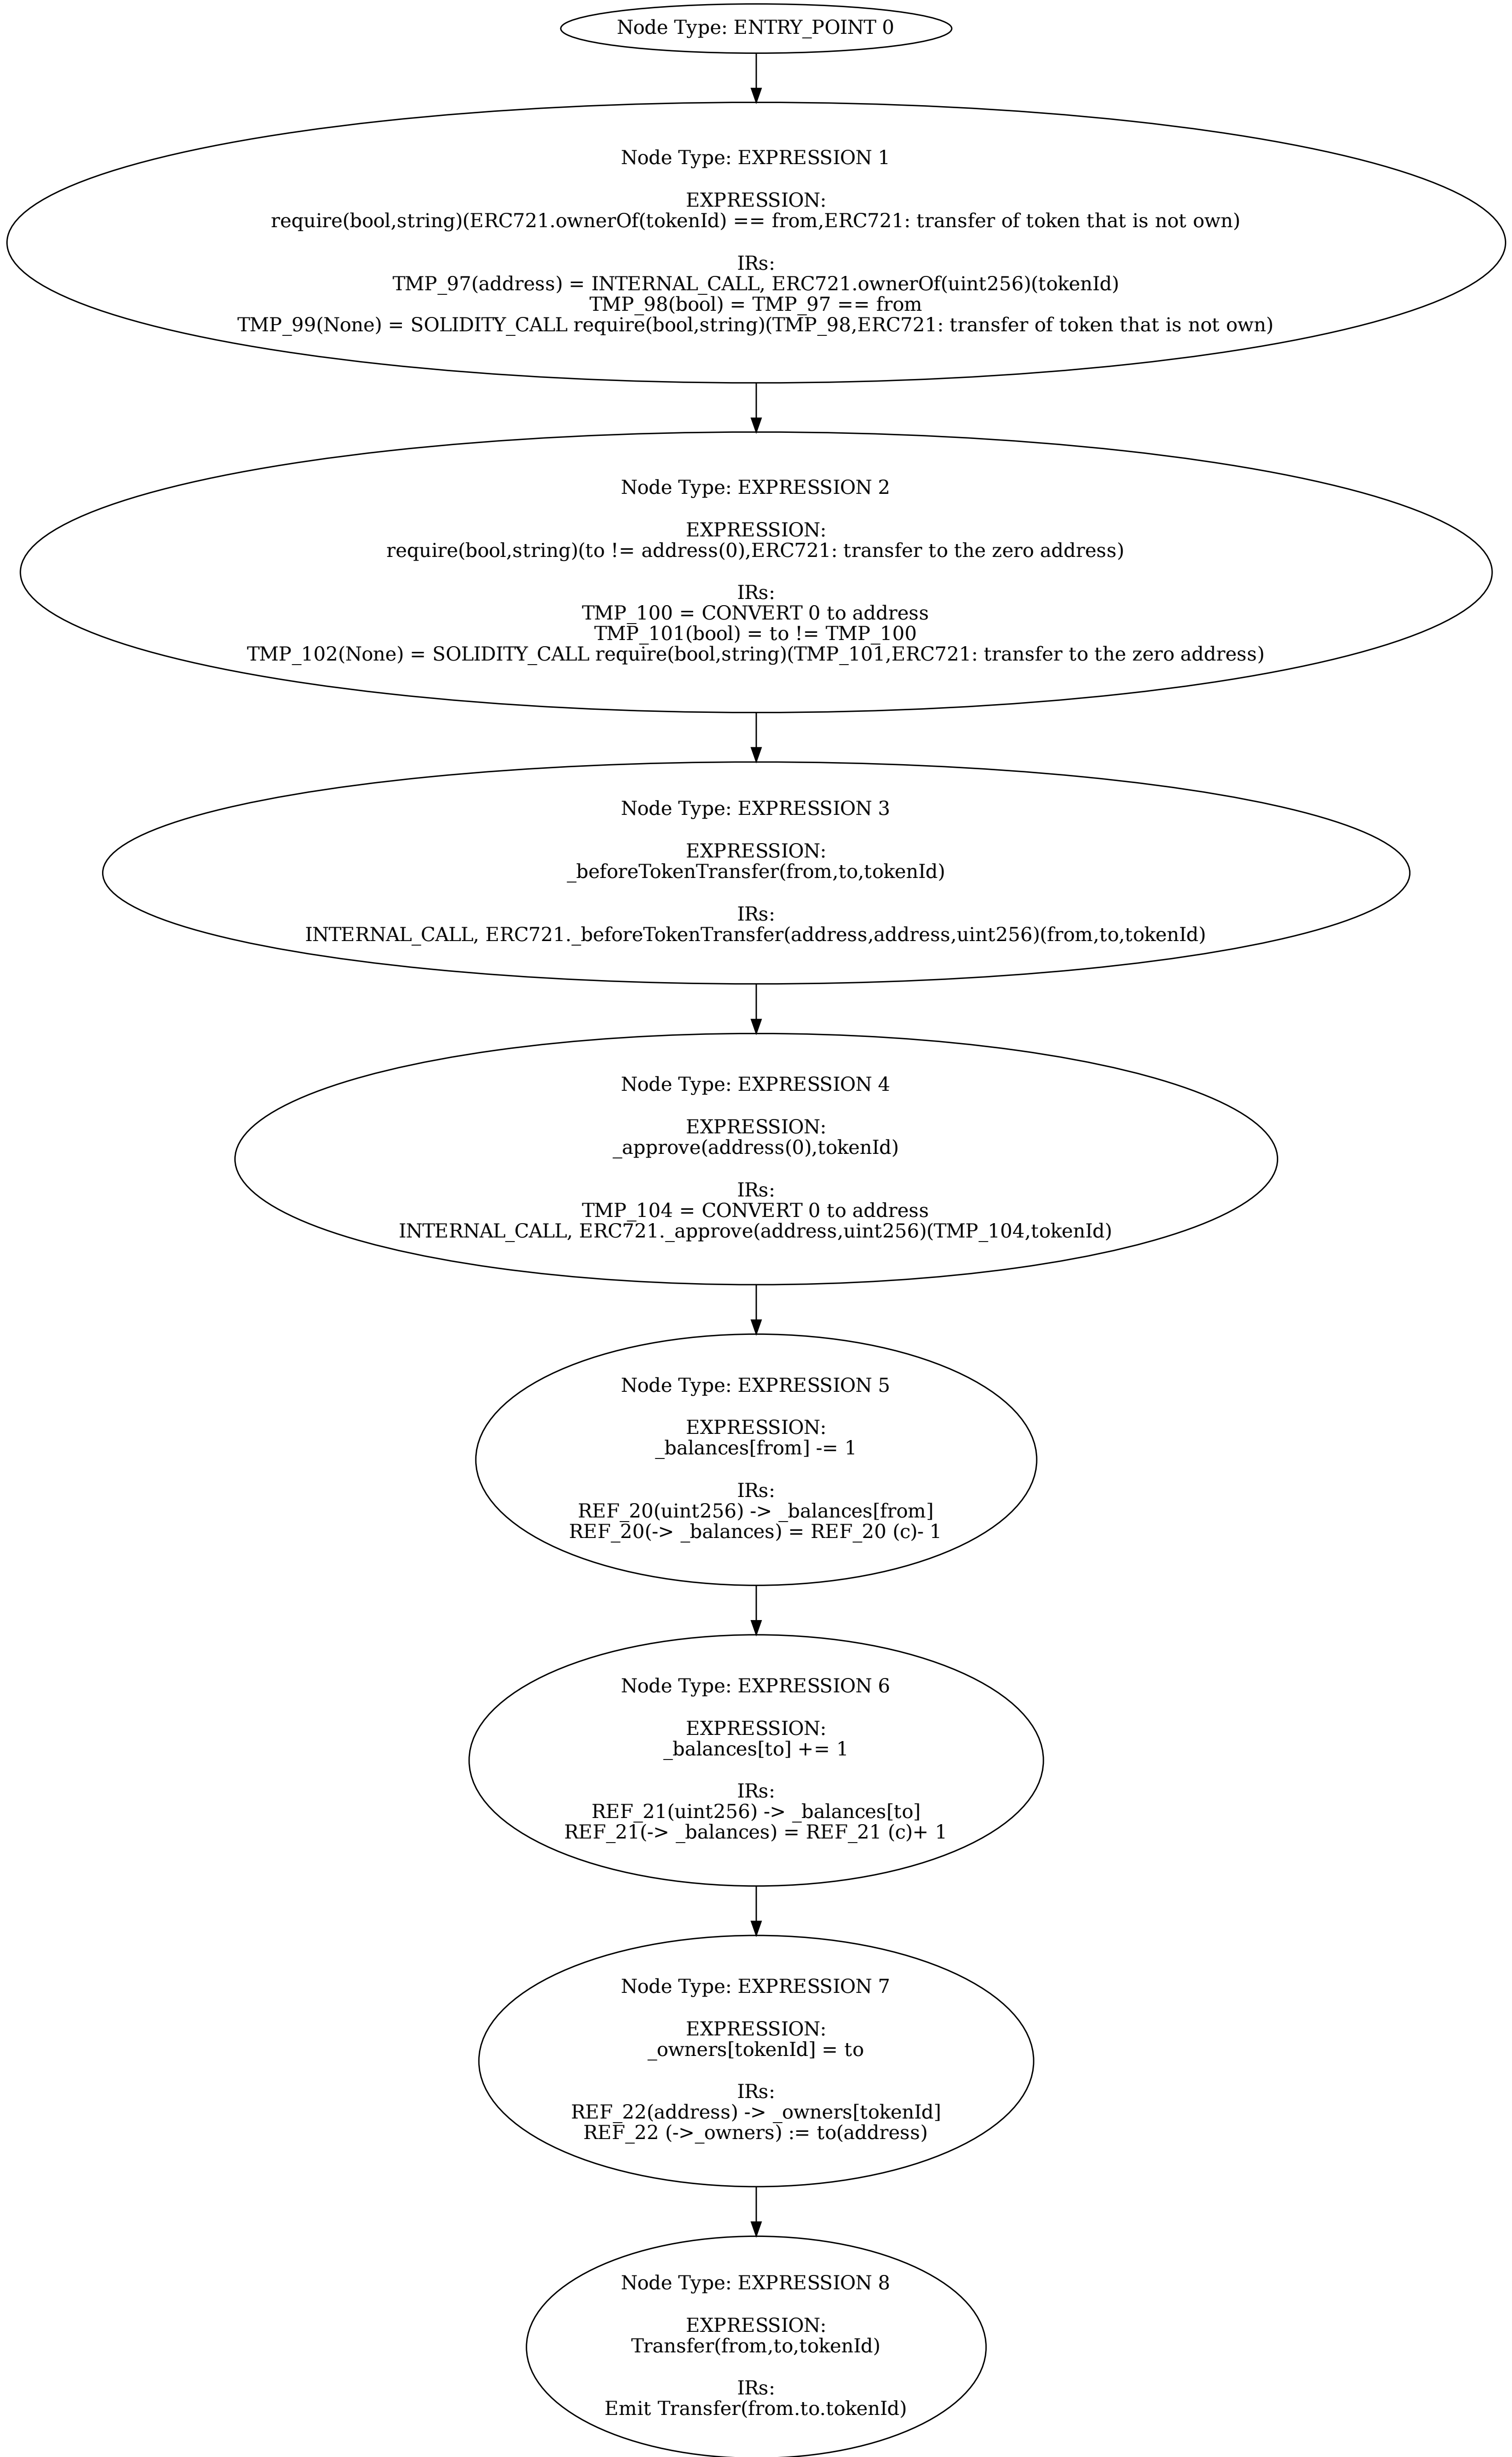 Node Type: ENTRY_POINT 0
Node Type: EXPRESSION 1
EXPRESSION:
require(bool,string)(ERC721.ownerOf(tokenId) == from,ERC721: transfer of token that is not own)
IRs:
TMP_97(address) = INTERNAL_CALL, ERC721.ownerOf(uint256)(tokenId)
TMP_98(bool) = TMP_97 == from
TMP_99(None) = SOLIDITY_CALL require(bool,string)(TMP_98,ERC721: transfer of token that is not own)
Node Type: EXPRESSION 2
EXPRESSION:
require(bool,string)(to != address(0),ERC721: transfer to the zero address)
IRs:
TMP_100 = CONVERT 0 to address
TMP_101(bool) = to != TMP_100
TMP_102(None) = SOLIDITY_CALL require(bool,string)(TMP_101,ERC721: transfer to the zero address)
Node Type: EXPRESSION 3
EXPRESSION:
_beforeTokenTransfer(from,to,tokenId)
IRs:
INTERNAL_CALL, ERC721._beforeTokenTransfer(address,address,uint256)(from,to,tokenId)
Node Type: EXPRESSION 4
EXPRESSION:
_approve(address(0),tokenId)
IRs:
TMP_104 = CONVERT 0 to address
INTERNAL_CALL, ERC721._approve(address,uint256)(TMP_104,tokenId)
Node Type: EXPRESSION 5
EXPRESSION:
_balances[from] -= 1
IRs:
REF_20(uint256) -> _balances[from]
REF_20(-> _balances) = REF_20 (c)- 1
Node Type: EXPRESSION 6
EXPRESSION:
_balances[to] += 1
IRs:
REF_21(uint256) -> _balances[to]
REF_21(-> _balances) = REF_21 (c)+ 1
Node Type: EXPRESSION 7
EXPRESSION:
_owners[tokenId] = to
IRs:
REF_22(address) -> _owners[tokenId]
REF_22 (->_owners) := to(address)
Node Type: EXPRESSION 8
EXPRESSION:
Transfer(from,to,tokenId)
IRs:
Emit Transfer(from.to.tokenId)